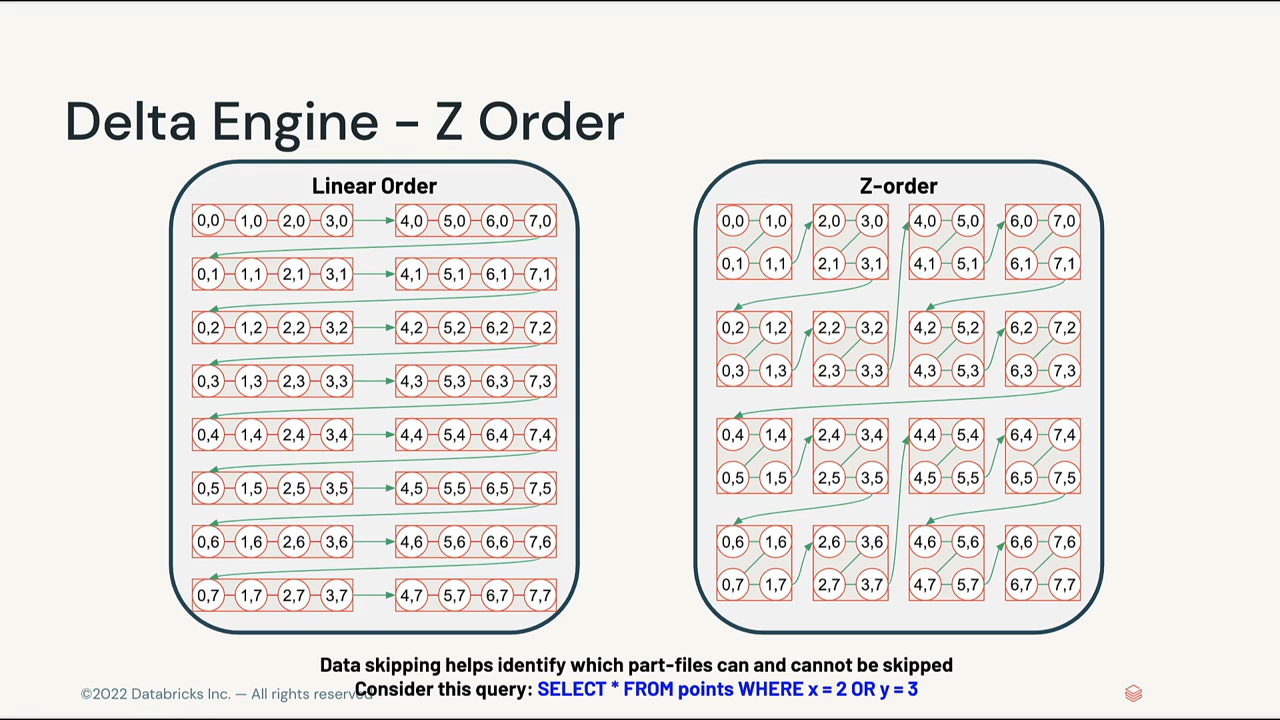 Delta Engine - Z Order
Linear Order
0,0 1,0 2,0 3,0 4,0 5,0 6,0 7,0
0,1 1,1 2,1 3,1 4,1 5,1 6,1 7,1
0,2 1,2 2,2 3,2 4,2 5,2 6,2 7,2
0,3 1,3 2,3 3,3 4,3 5,3 6,3 7,3
0,4 1,4 2,4 3,4 4,4 5,4 6,4 7,4
0,5 1,5 2,5 3,5 4,5 5,5 6,5 7,5
0,6 1,6 2,6 3,6 4,6 5,6 6,6 7,6
0,7 1,7 2,7 3,7 4,7 5,7 6,7 7,7
Z-order
0,0 1,0 2,0 3,0 4,0 5,0 6,0 7,0
0,1 1,1 2,1 3,1 4,1 5,1 6,1 7,1
0,2 1,2 2,2 3,2 4,2 5,2 6,2 7,2
0,3 1,3 2,3 3,3 4,3 5,3 6,3 7,3
0,4 1,4 2,4 3,4 4,4 5,4 6,4 7,4
0,5 1,5 2,5 3,5 4,5 5,5 6,5 7,5
0,6 1,6 2,6 3,6 4,6 5,6 6,6 7,6
0,7 1,7 2,7 3,7 4,7 5,7 6,7 7,7
Data skipping helps identify which part-files can and cannot be skipped
Consider this query: SELECT * FROM points WHERE x = 2 OR y = 3
©2022 Databricks Inc. — All rights reserved